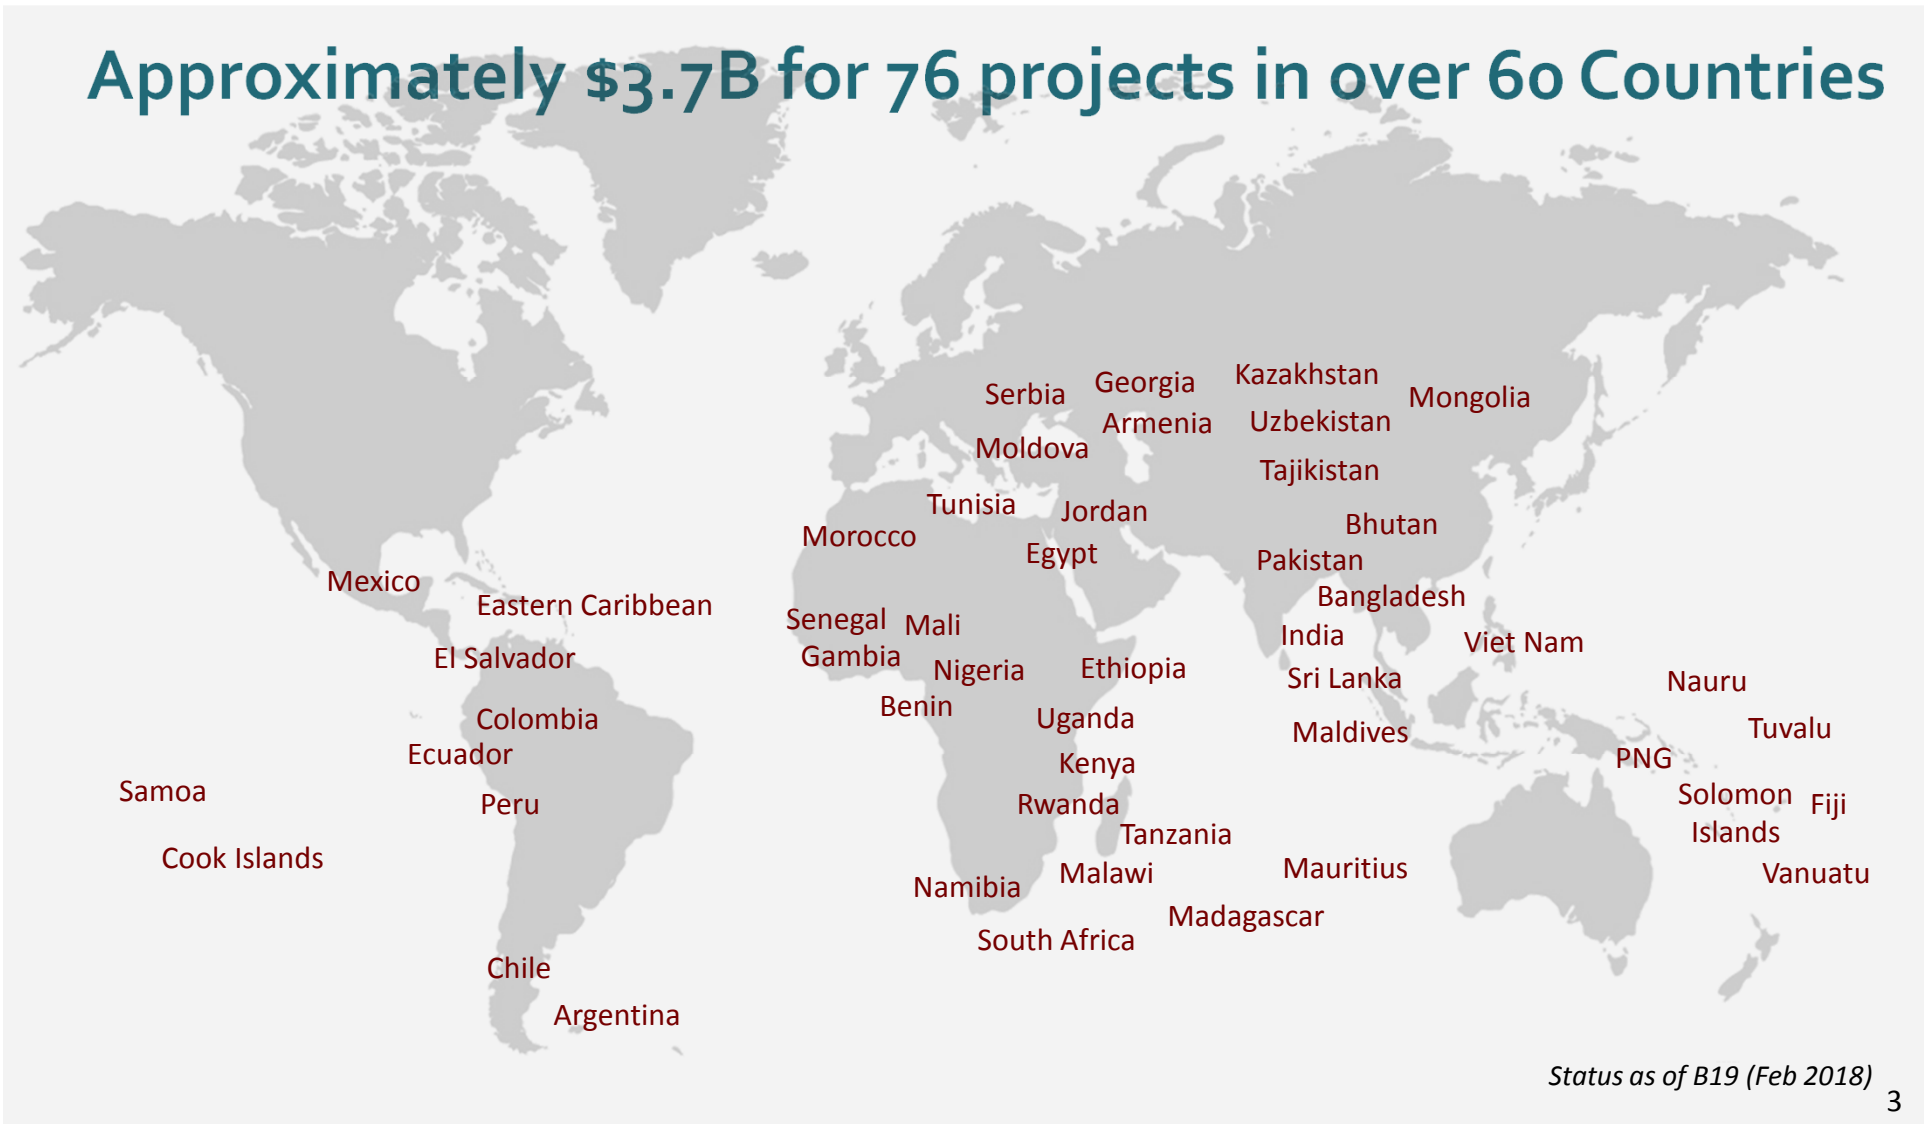 Approximately $3.7B for 76 projects in over 60 Countries
Kazakhstan
Georgia
Serbia
Mongolia
Armenia
Uzbekistan
Moldova
Tajikistan
Tunisia
Jordan
Bhutan
Morocco
Egypt
Pakistan
Mexico
Bangladesh
Eastern Caribbean
Senegal
Mali
India
Viet Nam
El Salvador
Gambia
Nigeria
Ethiopia
Sri Lanka
Nauru
Benin
Colombia
Uganda
Maldives
Tuvalu
Ecuador
Kenya
PNG
Samoa
Peru
Rwanda
Solomon
Islands
Fiji
Tanzania
Cook Islands
Malawi
Mauritius
Vanuatu
Namibia
Madagascar
South Africa
Chile
Argentina
Status as of B19 (Feb 2018)
3